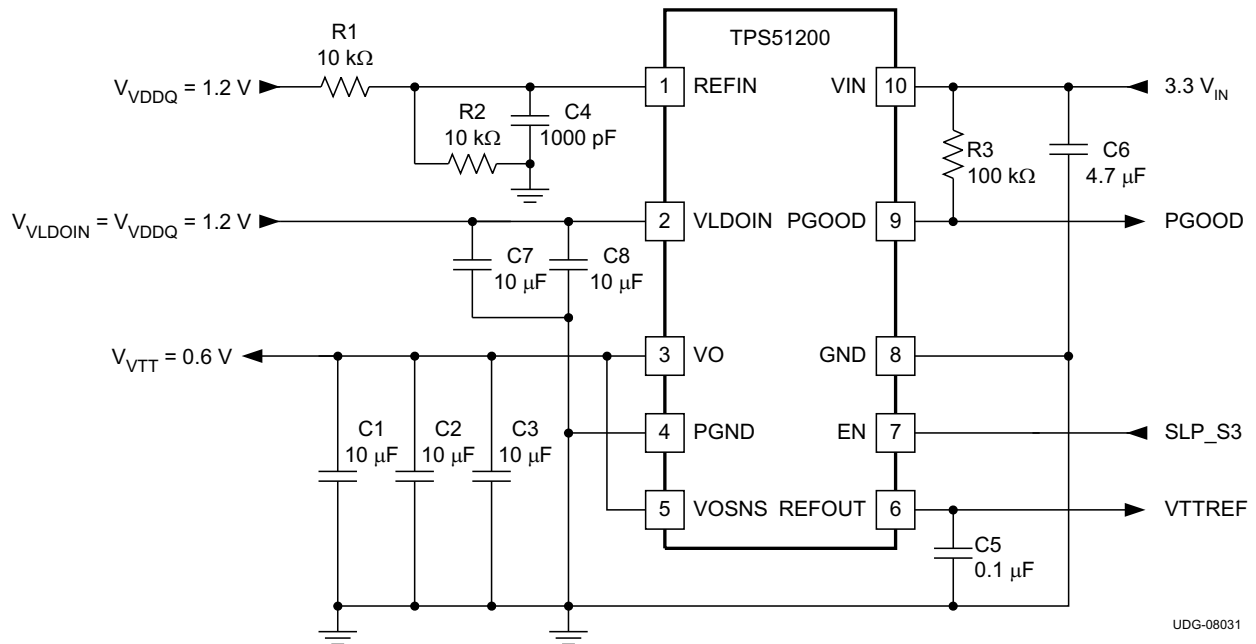 TPS51200
R1
10 kΩ
V_VDDQ = 1.2 V
1 REFIN
VIN 10
3.3 V_IN
R2
10 kΩ
C4
1000 pF
R3
100 kΩ
C6
4.7 µF
V_VLDOIN = V_VDDQ = 1.2 V
2 VLDOIN
PGOOD 9
PGOOD
C7
10 µF
C8
10 µF
V_VTT = 0.6 V
3 VO
GND 8
C1
10 µF
C2
10 µF
C3
10 µF
4 PGND
EN 7
SLP_S3
5 VOSNS
REFOUT 6
VTTREF
C5
0.1 µF
UDG-08031